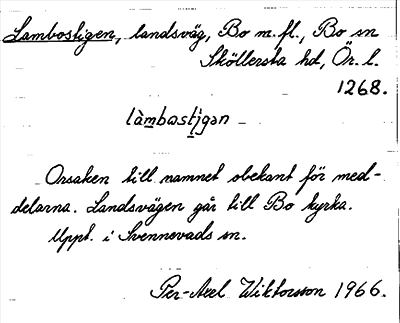 Lambostigen, landsväg, Bo m.fl., Bo sn
Sköllersta hd, Ör. l.
1268.
làmbɷstigən
Orsaken till namnet obekant för med-
delarna. Landsvägen går till Bo kyrka.
Uppt. i Svennevads sn.
Per-Axel Wiktorsson 1966.